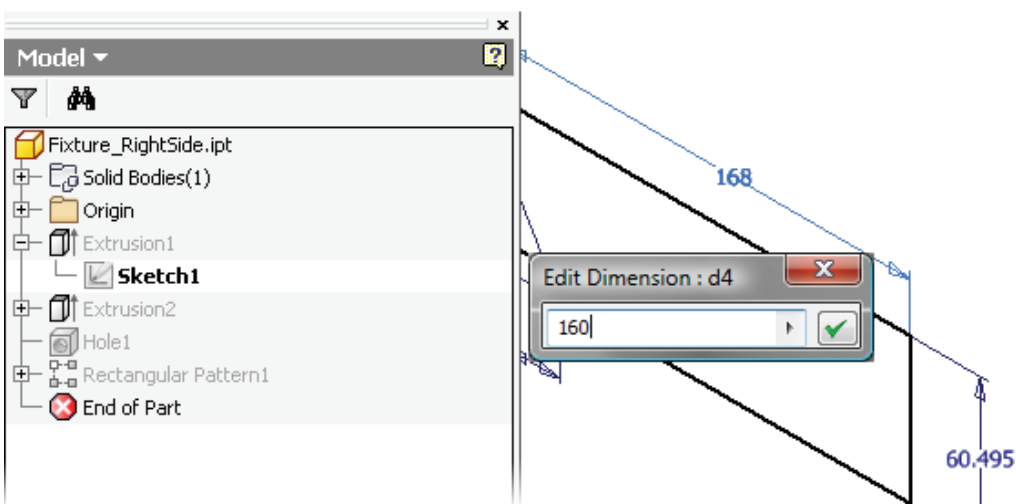 Model
Fixture_RightSide.ipt
Solid Bodies(1)
Origin
Extrusion1
Sketch1
Extrusion2
Hole1
Rectangular Pattern1
End of Part
168
Edit Dimension : d4
160
60.495